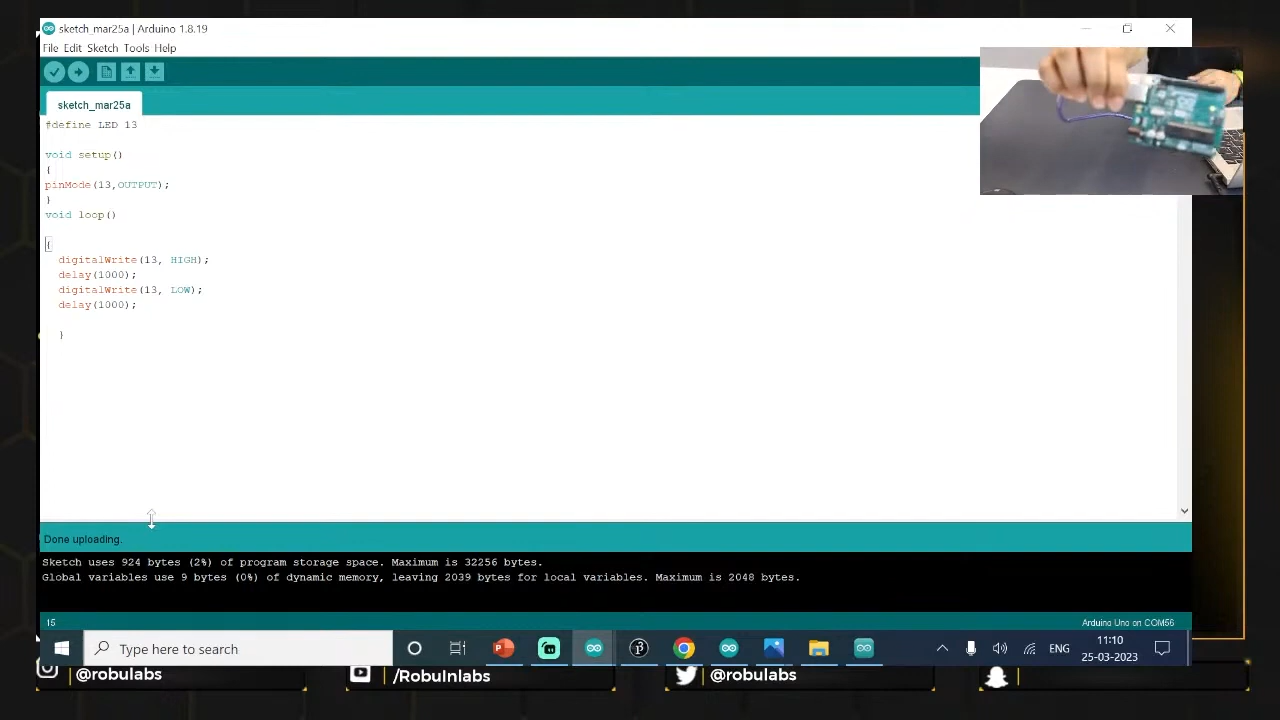 sketch_mar25a | Arduino 1.8.19
File Edit Sketch Tools Help
sketch_mar25a
#define LED 13
void setup()
{
pinMode(13,OUTPUT);
}
void loop()
{
digitalWrite(13, HIGH);
delay(1000);
digitalWrite(13, LOW);
delay(1000);
}
Done uploading.
Sketch uses 924 bytes (2%) of program storage space. Maximum is 32256 bytes.
Global variables use 9 bytes (0%) of dynamic memory, leaving 2039 bytes for local variables. Maximum is 2048 bytes.
15
Arduino Uno on COM56
Type here to search
ENG
11:10
25-03-2023
@robulabs
/RobuInlabs
@robulabs